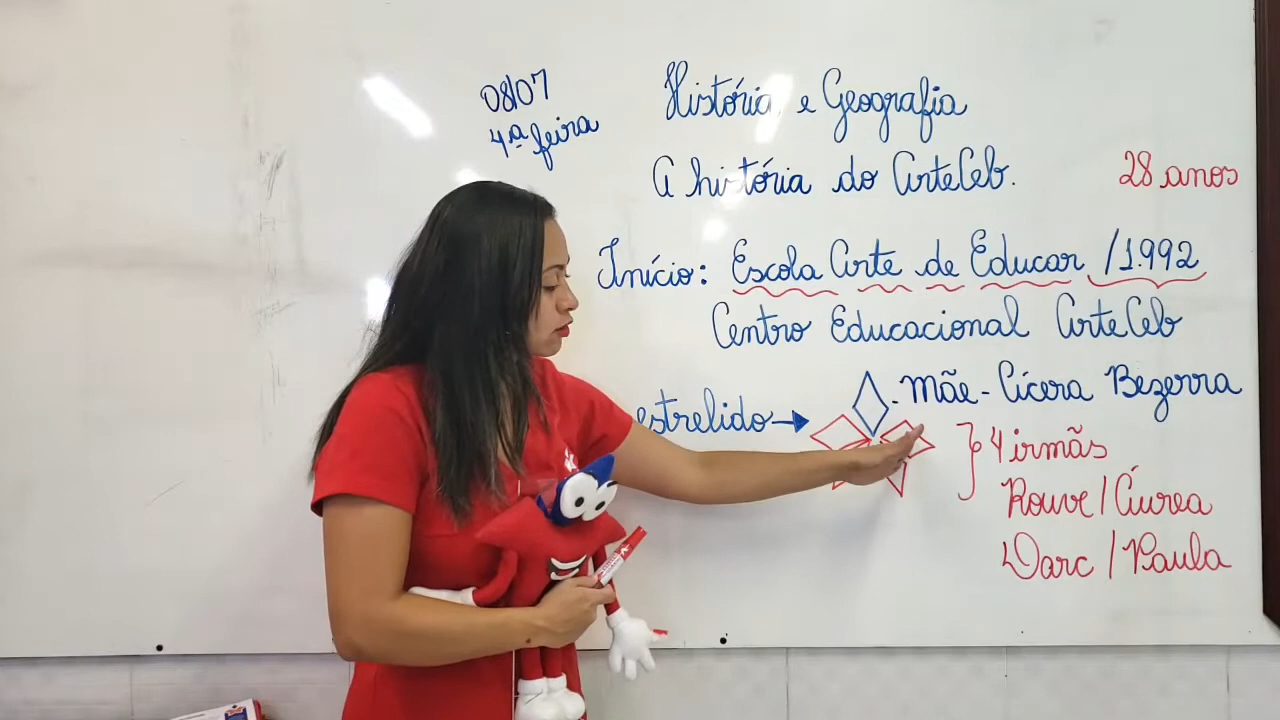 08/07
4ª feira
História e Geografia
A história do ArteCeb.
28 anos
Início: Escola Arte de Educar /1.992
Centro Educacional ArteCeb
estrelido →
- Mãe - Cícera Bezerra
4 irmãs
Rouve / Áurea
Darc / Paula